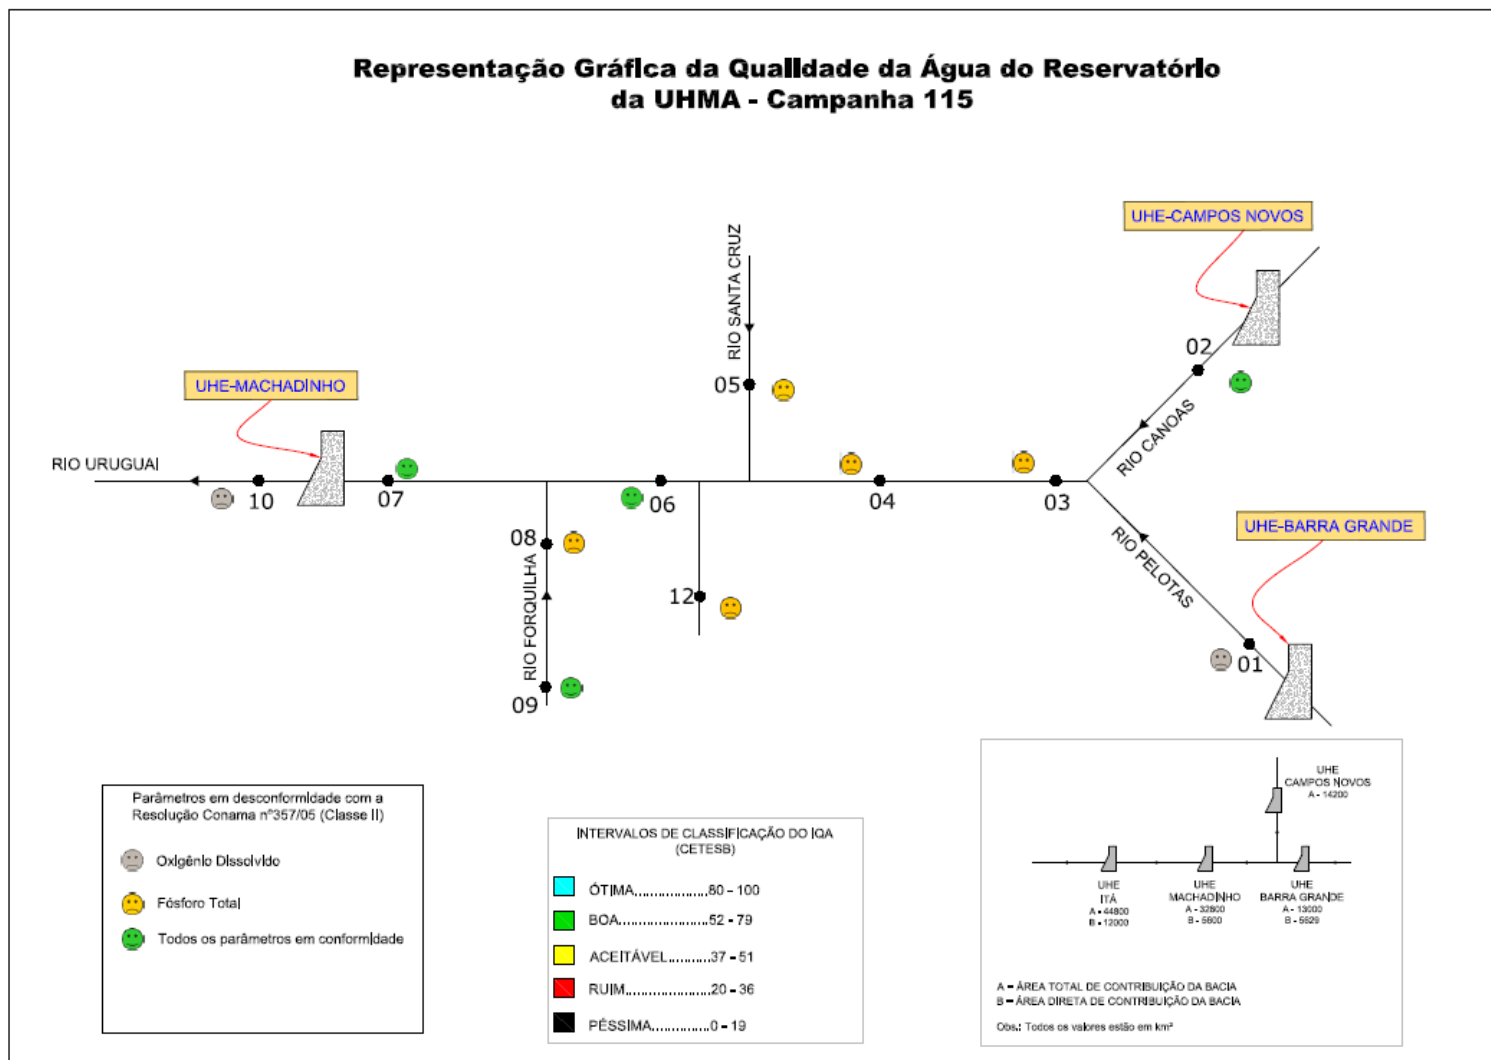 Representação Gráfica da Qualidade da Água do Reservatório
da UHMA - Campanha 115
UHE-CAMPOS NOVOS
RIO SANTA CRUZ
02
UHE-MACHADINHO
05
RIO CANOAS
RIO URUGUAI
10
07
06
04
03
UHE-BARRA GRANDE
08
RIO PELOTAS
12
RIO FORQUILHA
01
09
Parâmetros em desconformidade com a
Resolução Conama nº357/05 (Classe II)
Oxigênio Dissolvido
Fósforo Total
Todos os parâmetros em conformidade
INTERVALOS DE CLASSIFICAÇÃO DO IQA
(CETESB)
ÓTIMA.....................80 - 100
BOA..........................52 - 79
ACEITÁVEL............37 - 51
RUIM.........................20 - 36
PÉSSIMA.................0 - 19
UHE
CAMPOS NOVOS
A - 14200
UHE
ITÁ
A - 44800
B - 12000
UHE
MACHADINHO
A - 32800
B - 5600
UHE
BARRA GRANDE
A - 13000
B - 5829
A - ÁREA TOTAL DE CONTRIBUIÇÃO DA BACIA
B - ÁREA DIRETA DE CONTRIBUIÇÃO DA BACIA
Obs.: Todos os valores estão em km²